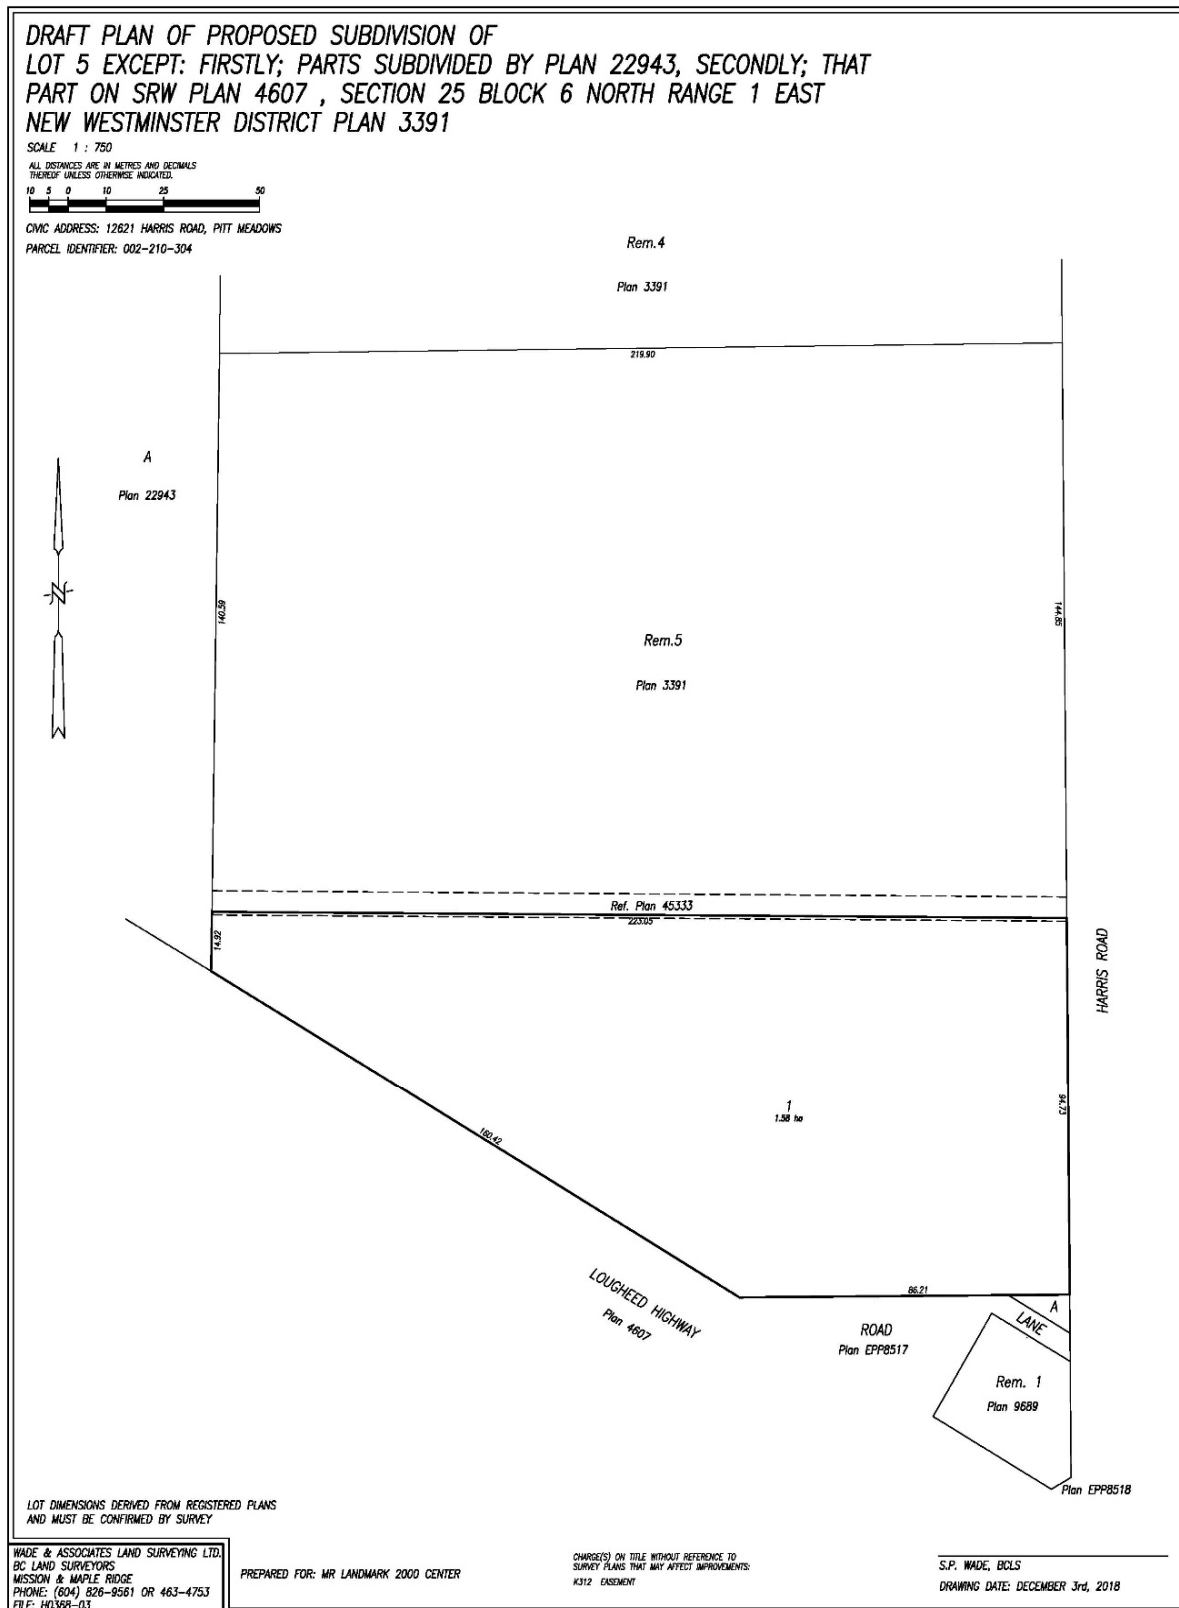 DRAFT PLAN OF PROPOSED SUBDIVISION OF
LOT 5 EXCEPT: FIRSTLY; PARTS SUBDIVIDED BY PLAN 22943, SECONDLY; THAT
PART ON SRW PLAN 4607 , SECTION 25 BLOCK 6 NORTH RANGE 1 EAST
NEW WESTMINSTER DISTRICT PLAN 3391
SCALE 1 : 750
ALL DISTANCES ARE IN METRES AND DECIMALS
THEREOF UNLESS OTHERWISE INDICATED.
10 5 0 10 25 50
CIVIC ADDRESS: 12621 HARRIS ROAD, PITT MEADOWS
PARCEL IDENTIFIER: 002-210-304
Rem.4
Plan 3391
219.90
A
Plan 22943
N
140.59
144.85
Rem.5
Plan 3391
Ref. Plan 45333
223.05
14.92
HARRIS ROAD
94.73
1
1.58 ha
160.42
86.21
LOUGHEED HIGHWAY
Plan 4607
ROAD
Plan EPP8517
A
LANE
Rem. 1
Plan 9689
Plan EPP8518
LOT DIMENSIONS DERIVED FROM REGISTERED PLANS
AND MUST BE CONFIRMED BY SURVEY
WADE & ASSOCIATES LAND SURVEYING LTD.
BC LAND SURVEYORS
MISSION & MAPLE RIDGE
PHONE: (604) 826-9561 OR 463-4753
FILE: H0368-03
PREPARED FOR: MR LANDMARK 2000 CENTER
CHARGE(S) ON TITLE WITHOUT REFERENCE TO
SURVEY PLANS THAT MAY AFFECT IMPROVEMENTS:
K312 EASEMENT
S.P. WADE, BCLS
DRAWING DATE: DECEMBER 3rd, 2018